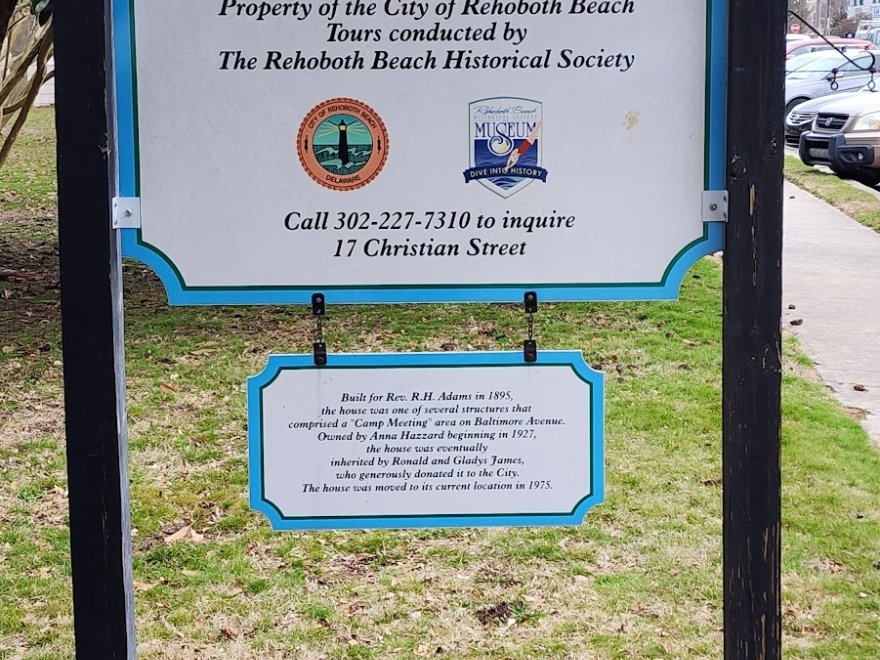 Property of the City of Rehoboth Beach
Tours conducted by
The Rehoboth Beach Historical Society
CITY OF REHOBOTH BEACH
DELAWARE
Rehoboth Beach
HISTORICAL SOCIETY
MUSEUM
DIVE INTO HISTORY
Call 302-227-7310 to inquire
17 Christian Street
Built for Rev. R.H. Adams in 1895,
the house was one of several structures that
comprised a "Camp Meeting" area on Baltimore Avenue.
Owned by Anna Hazzard beginning in 1927,
the house was eventually
inherited by Ronald and Gladys James,
who generously donated it to the City.
The house was moved to its current location in 1975.